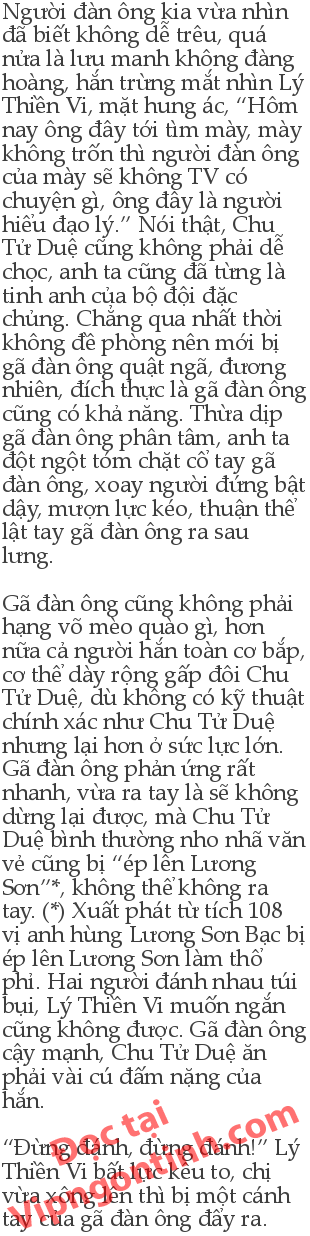 Người đàn ông kia vừa nhìn
đã biết không dễ trêu, quá
nửa là lưu manh không đàng
hoàng, hắn trừng mắt nhìn Lý
Thiền Vi, mặt hung ác, “Hôm
nay ông đây tới tìm mày, mày
không trốn thì người đàn ông
của mày sẽ không TV có
chuyện gì, ông đây là người
hiểu đạo lý.” Nói thật, Chu
Tử Duệ cũng không phải dễ
chọc, anh ta cũng đã từng là
tinh anh của bộ đội đặc
chủng. Chẳng qua nhất thời
không đề phòng nên mới bị
gã đàn ông quật ngã, đương
nhiên, đích thực là gã đàn ông
cũng có khả năng. Thừa dịp
gã đàn ông phân tâm, anh ta
đột ngột tóm chặt cổ tay gã
đàn ông, xoay người đứng bật
dậy, mượn lực kéo, thuận thể
lật tay gã đàn ông ra sau
lưng.

Gã đàn ông cũng không phải
hạng võ mèo quào gì, hơn
nữa cả người hắn toàn cơ bắp,
cơ thể dày rộng gấp đôi Chu
Tử Duệ, dù không có kỹ thuật
chính xác như Chu Tử Duệ
nhưng lại hơn ở sức lực lớn.
Gã đàn ông phản ứng rất
nhanh, vừa ra tay là sẽ không
dừng lại được, mà Chu Tử
Duệ bình thường nho nhã văn
vẻ cũng bị “ép lên Lương
Sơn”*, không thể không ra
tay. (*) Xuất phát từ tích 108
vị anh hùng Lương Sơn Bạc bị
ép lên Lương Sơn làm thổ
phỉ. Hai người đánh nhau túi
bụi, Lý Thiền Vi muốn ngắn
cũng không được. Gã đàn ông
cậy mạnh, Chu Tử Duệ ăn
phải vài cú đấm nặng của
hắn.

“Đừng đánh, đừng đánh!” Lý
Thiền Vi bất lực kêu to, chị
vừa xông lên thì bị một cánh
tay của gã đàn ông đẩy ra.
Đọc tại
Vipngontinh.com